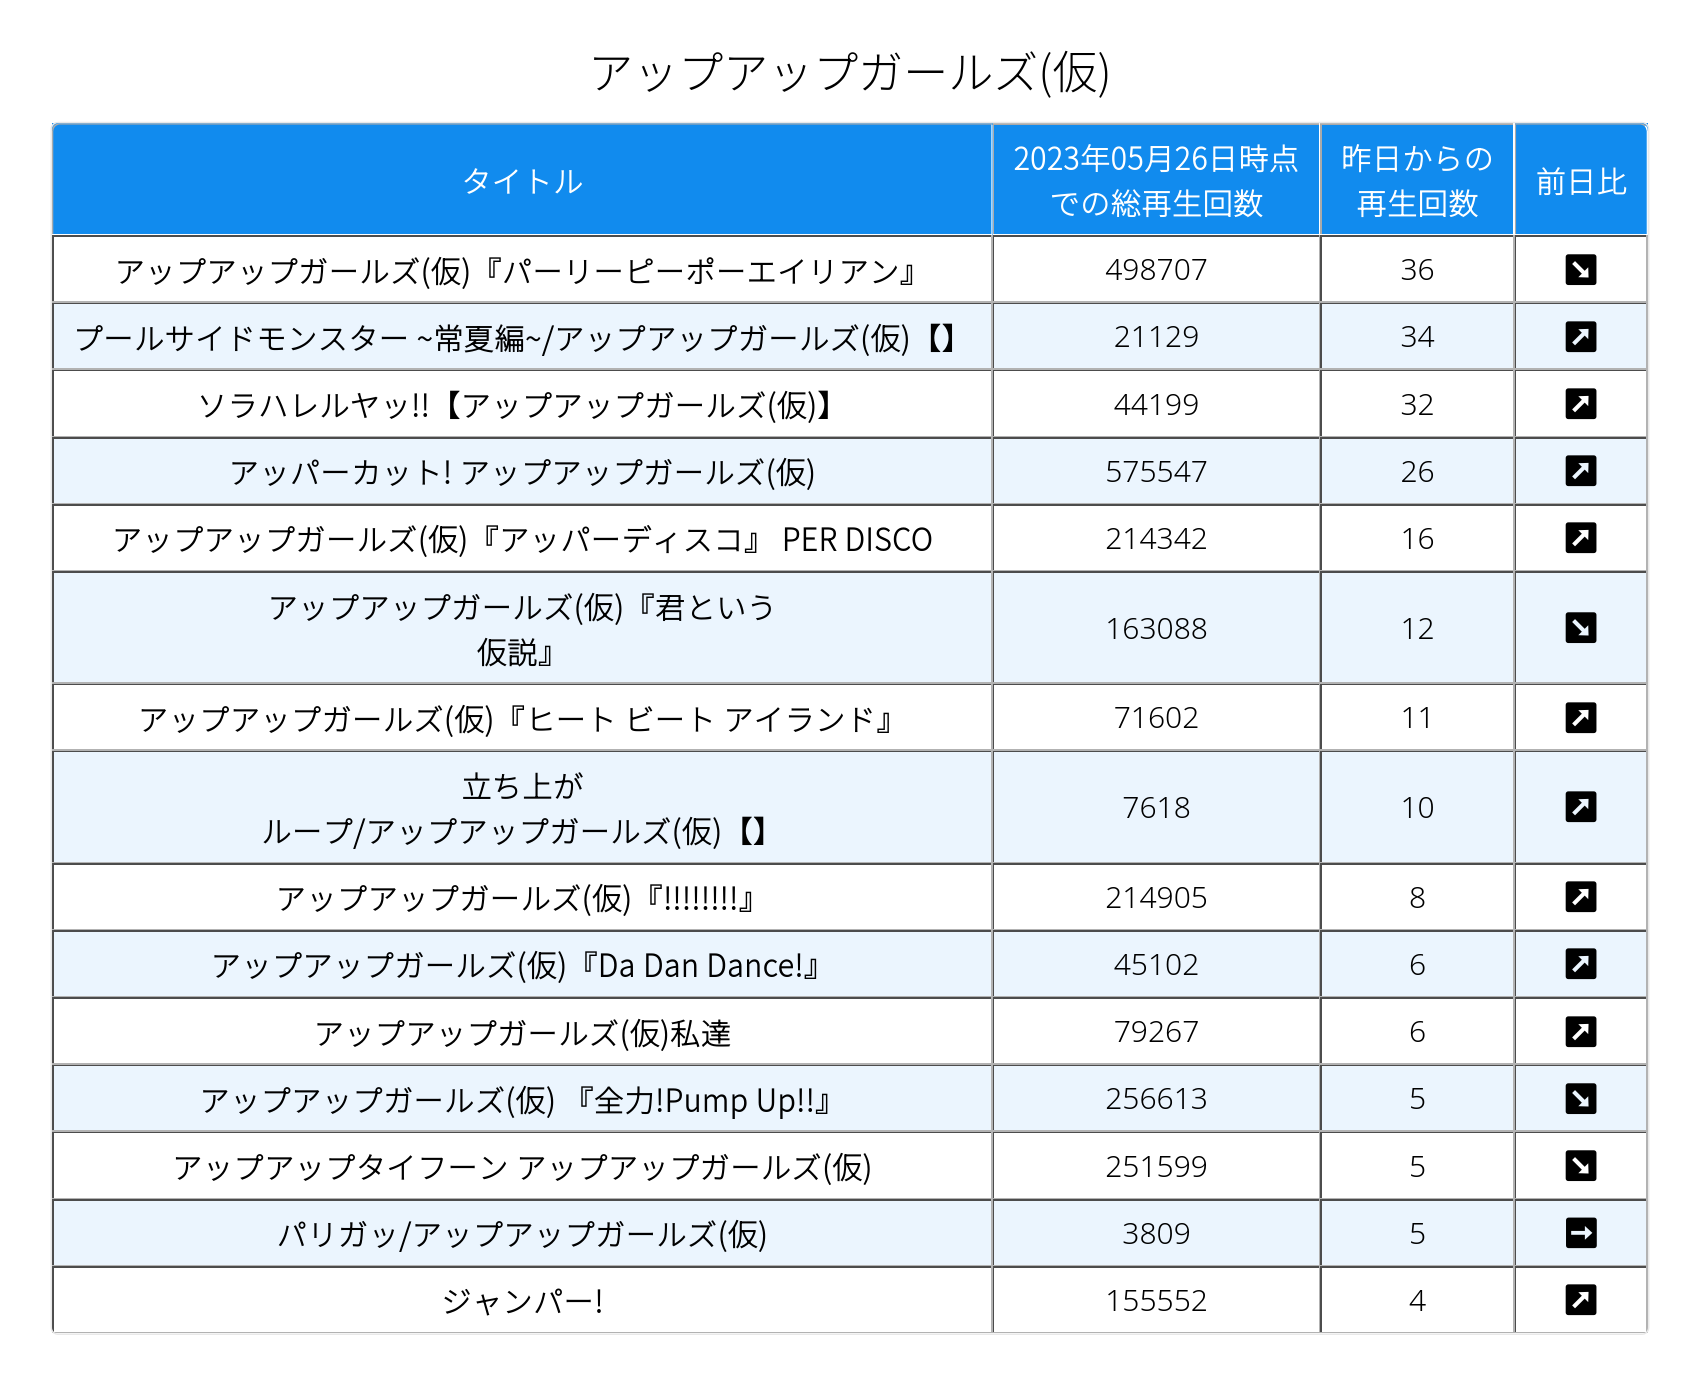 アップアップガールズ(仮)
タイトル
2023年05月26日時点
での総再生回数
昨日からの
再生回数
前日比
アップアップガールズ(仮)『パーリーピーポーエイリアン』 498707 36
プールサイドモンスター ~常夏編~/アップアップガールズ(仮)【】 21129 34
ソラハレルヤッ!!【アップアップガールズ(仮)】 44199 32
アッパーカット! アップアップガールズ(仮) 575547 26
アップアップガールズ(仮)『アッパーディスコ』 PER DISCO 214342 16
アップアップガールズ(仮)『君という
仮説』 163088 12
アップアップガールズ(仮)『ヒート ビート アイランド』 71602 11
立ち上が
ループ/アップアップガールズ(仮)【】 7618 10
アップアップガールズ(仮)『!!!!!!!!』 214905 8
アップアップガールズ(仮)『Da Dan Dance!』 45102 6
アップアップガールズ(仮)私達 79267 6
アップアップガールズ(仮) 『全力!Pump Up!!』 256613 5
アップアップタイフーン アップアップガールズ(仮) 251599 5
パリガッ/アップアップガールズ(仮) 3809 5
ジャンパー! 155552 4